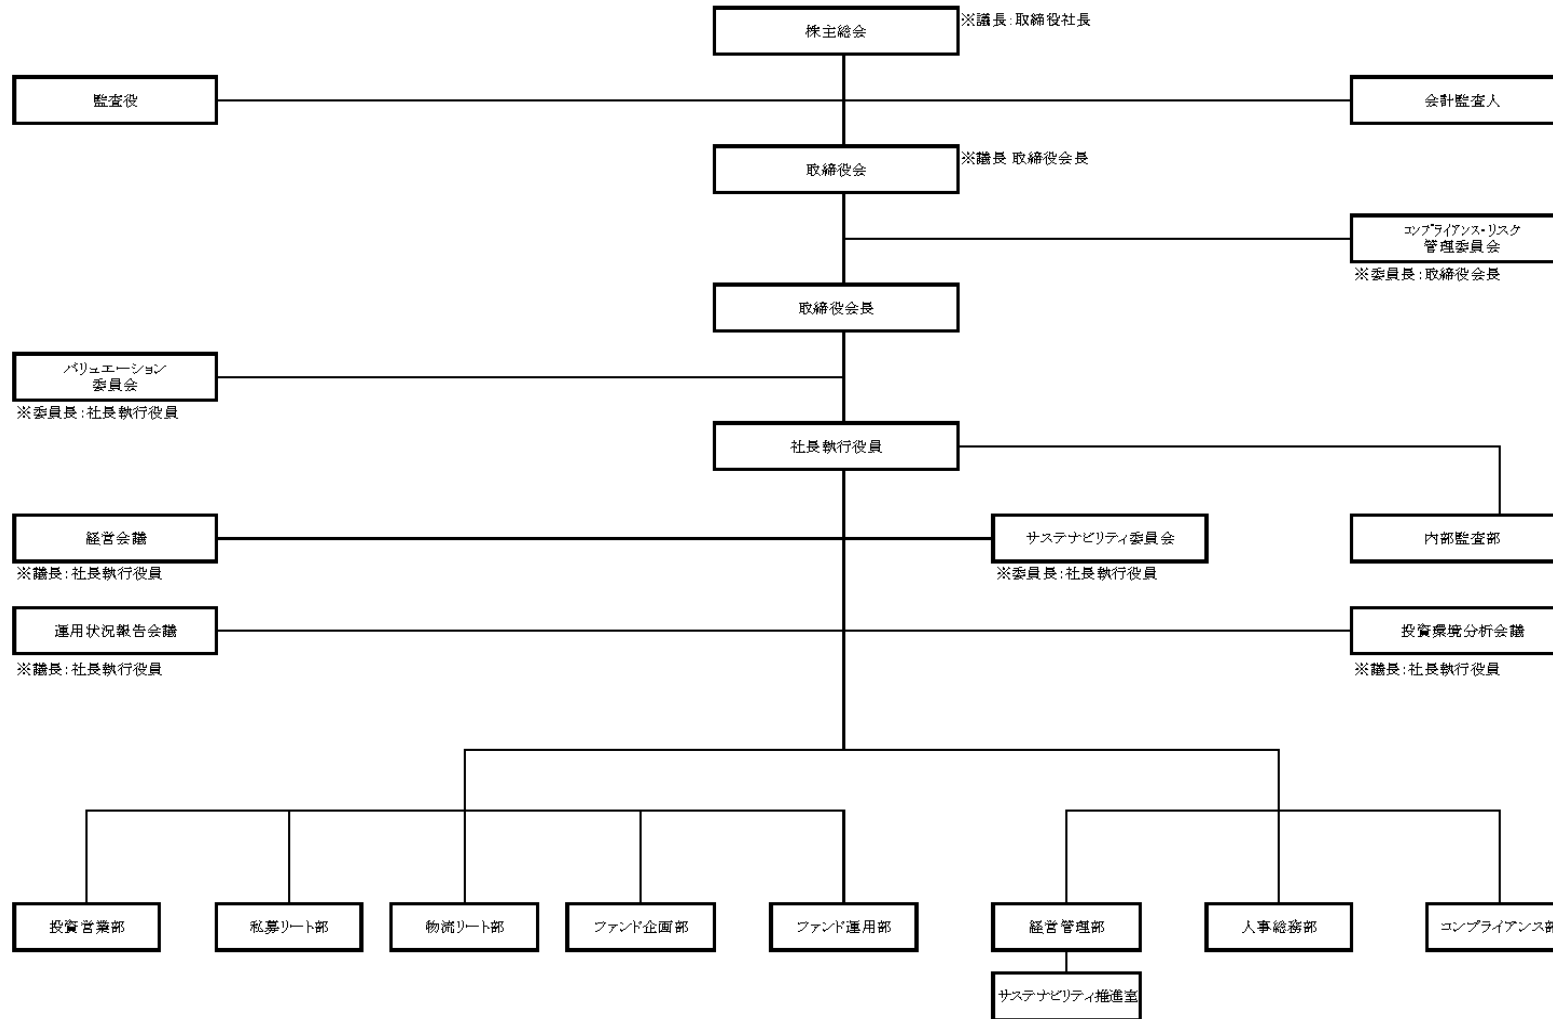 株主総会
※議長:取締役社長
監査役
会計監査人
取締役会
※議長 取締役会長
コンプライアンス・リスク
管理委員会
※委員長:取締役会長
取締役会長
バリュエーション
委員会
※委員長:社長執行役員
社長執行役員
経営会議
※議長:社長執行役員
サステナビリティ委員会
※委員長:社長執行役員
内部監査部
運用状況報告会議
※議長:社長執行役員
投資環境分析会議
※議長:社長執行役員
投資営業部
私募リート部
物流リート部
ファンド企画部
ファンド運用部
経営管理部
人事総務部
コンプライアンス部
サステナビリティ推進室